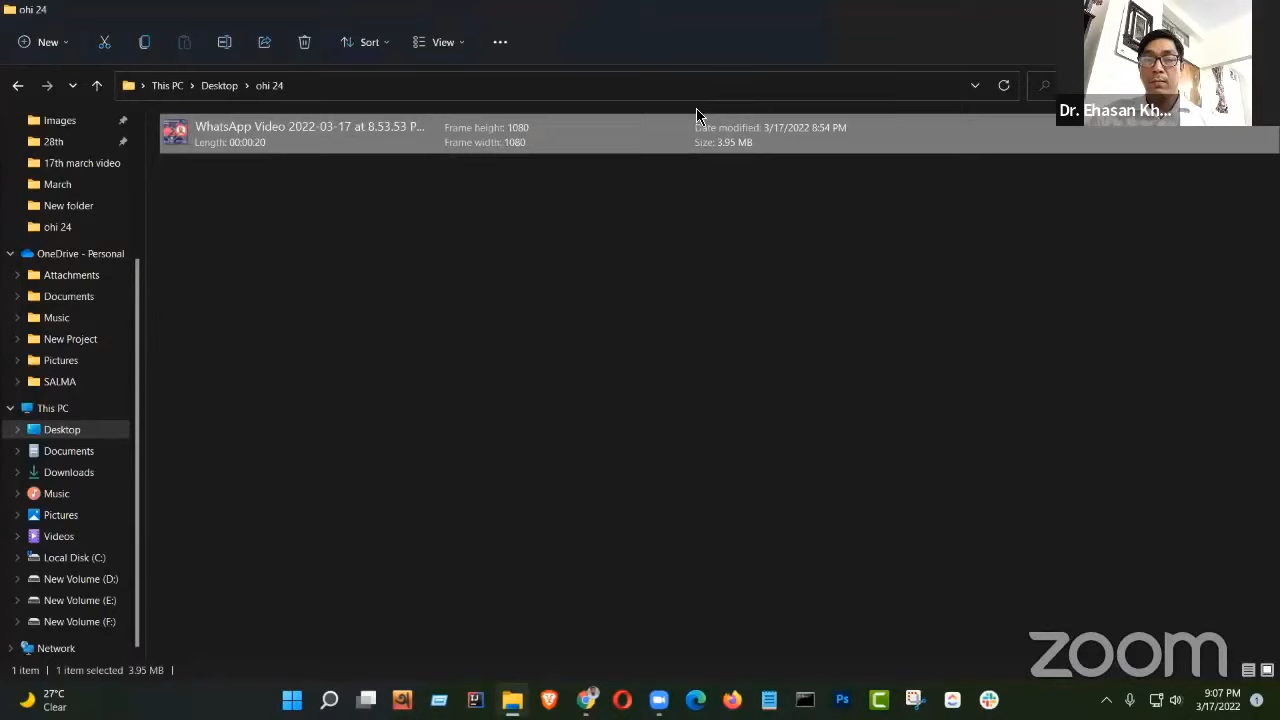 ohi 24
New
Sort
View
This PC
Desktop
ohi 24
Dr. Ehasan Kh...
WhatsApp Video 2022-03-17 at 8.53.53 P...
Length: 00:00:20
Frame height: 1080
Frame width: 1080
Date modified: 3/17/2022 8:54 PM
Size: 3.95 MB
Images
28th
17th march video
March
New folder
ohi 24
OneDrive - Personal
Attachments
Documents
Music
New Project
Pictures
SALMA
This PC
Desktop
Documents
Downloads
Music
Pictures
Videos
Local Disk (C:)
New Volume (D:)
New Volume (E:)
New Volume (F:)
Network
1 item
1 item selected 3.95 MB
zoom
27°C
Clear
Ps
9:07 PM
3/17/2022
1